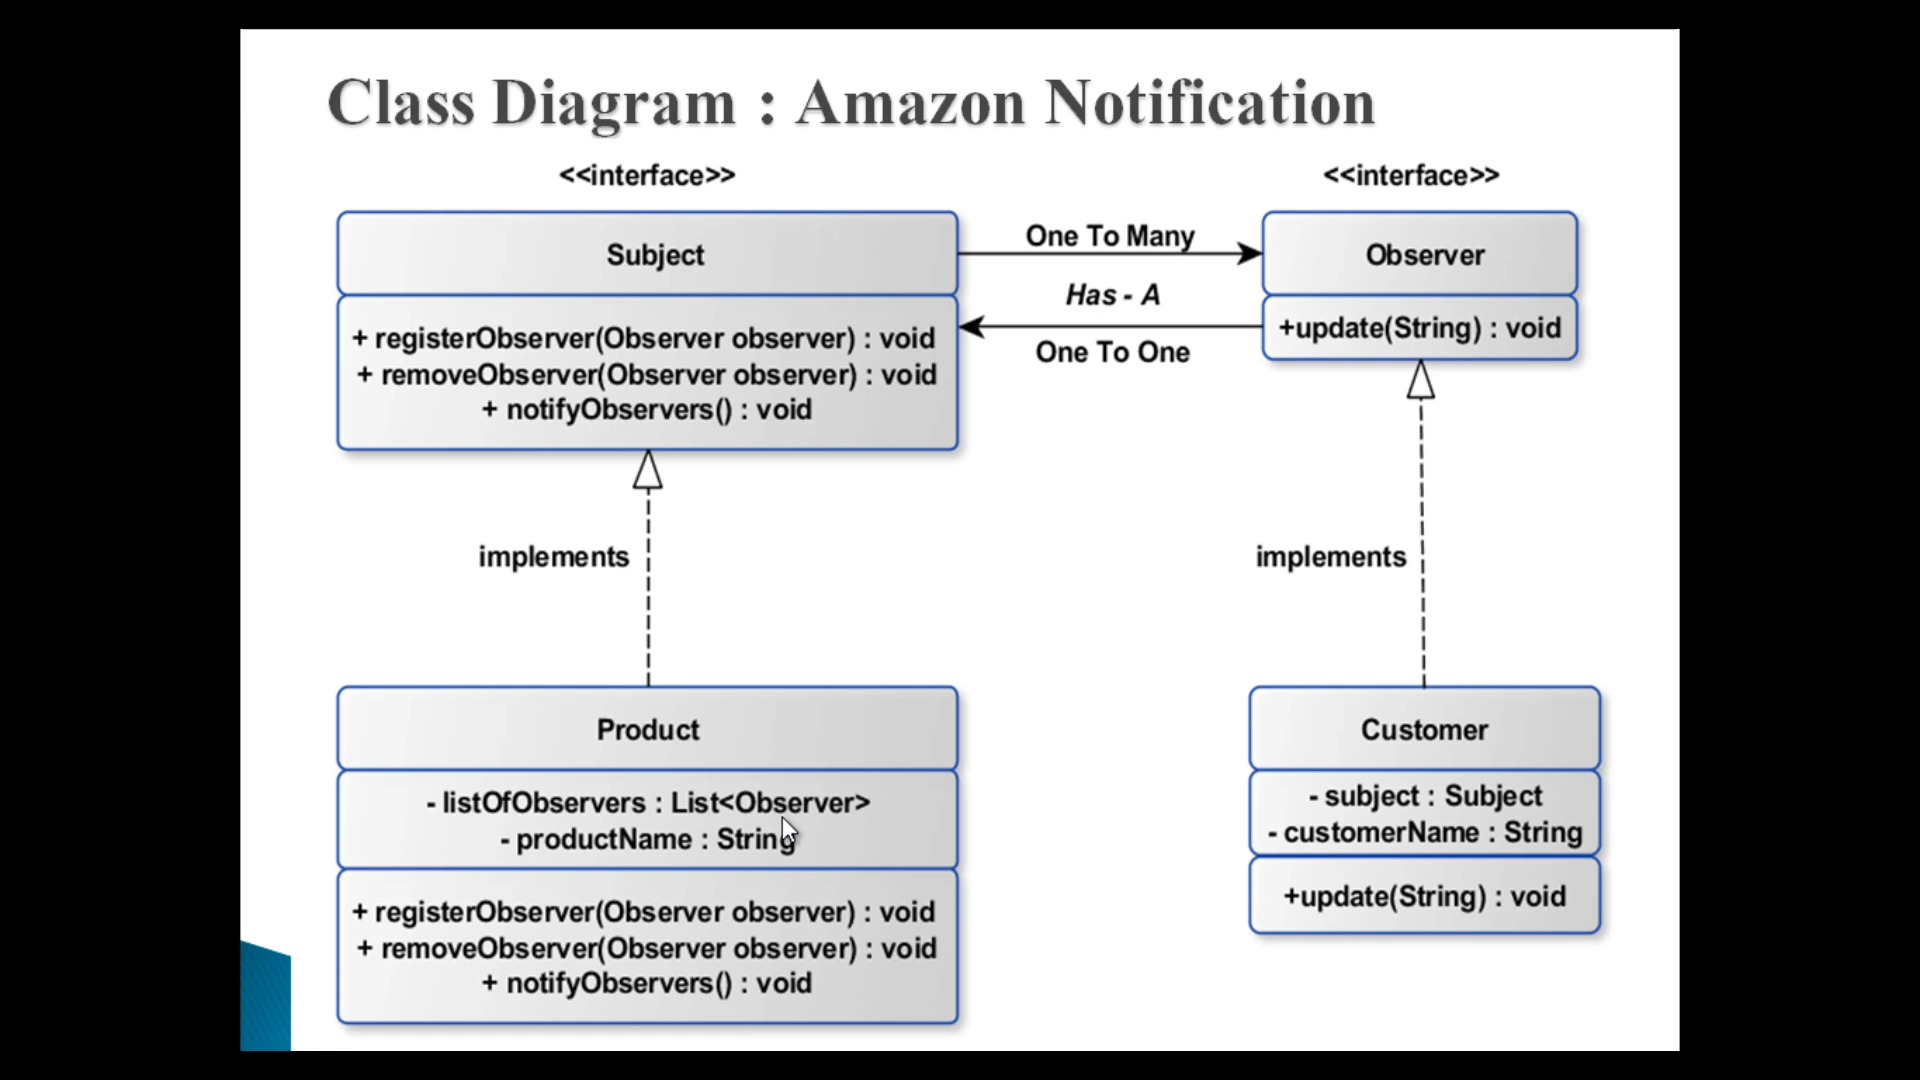 Class Diagram : Amazon Notification
<<interface>>
<<interface>>
Subject
+ registerObserver(Observer observer) : void
+ removeObserver(Observer observer) : void
+ notifyObservers() : void
One To Many
Has - A
One To One
Observer
+update(String) : void
implements
implements
Product
- listOfObservers : List<Observer>
- productName : String
+ registerObserver(Observer observer) : void
+ removeObserver(Observer observer) : void
+ notifyObservers() : void
Customer
- subject : Subject
- customerName : String
+update(String) : void